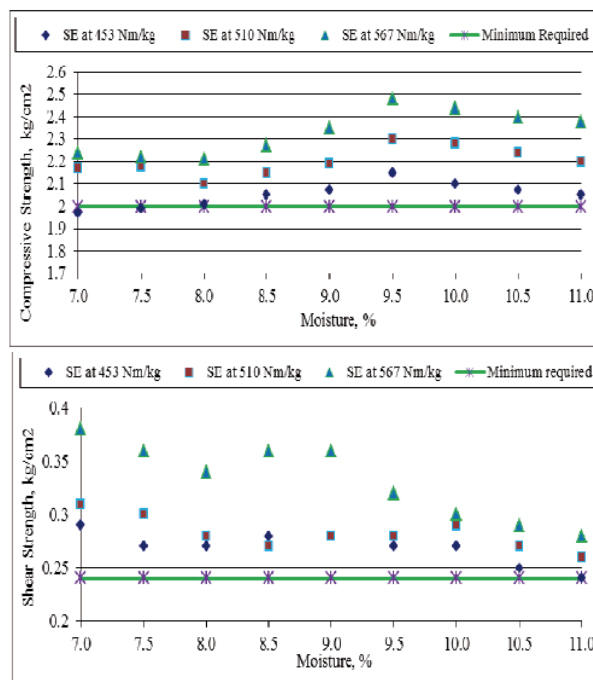 SE at 453 Nm/kg SE at 510 Nm/kg SE at 567 Nm/kg Minimum Required
Compressive Strength, kg/cm2
2.6
2.5
2.4
2.3
2.2
2.1
2
1.9
1.8
1.7
7.0 7.5 8.0 8.5 9.0 9.5 10.0 10.5 11.0
Moisture, %
SE at 453 Nm/kg SE at 510 Nm/kg SE at 567 Nm/kg Minimum required
Shear Strength, kg/cm2
0.4
0.35
0.3
0.25
0.2
7.0 7.5 8.0 8.5 9.0 9.5 10.0 10.5 11.0
Moisture, %